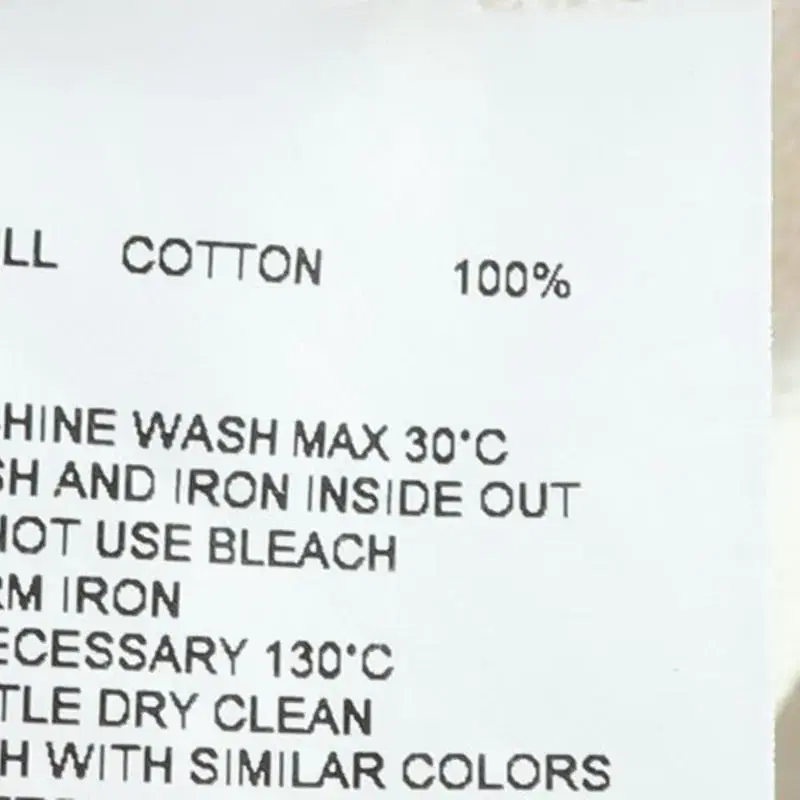 LL COTTON 100%
HINE WASH MAX 30°C
SH AND IRON INSIDE OUT
NOT USE BLEACH
RM IRON
ECESSARY 130°C
TLE DRY CLEAN
H WITH SIMILAR COLORS